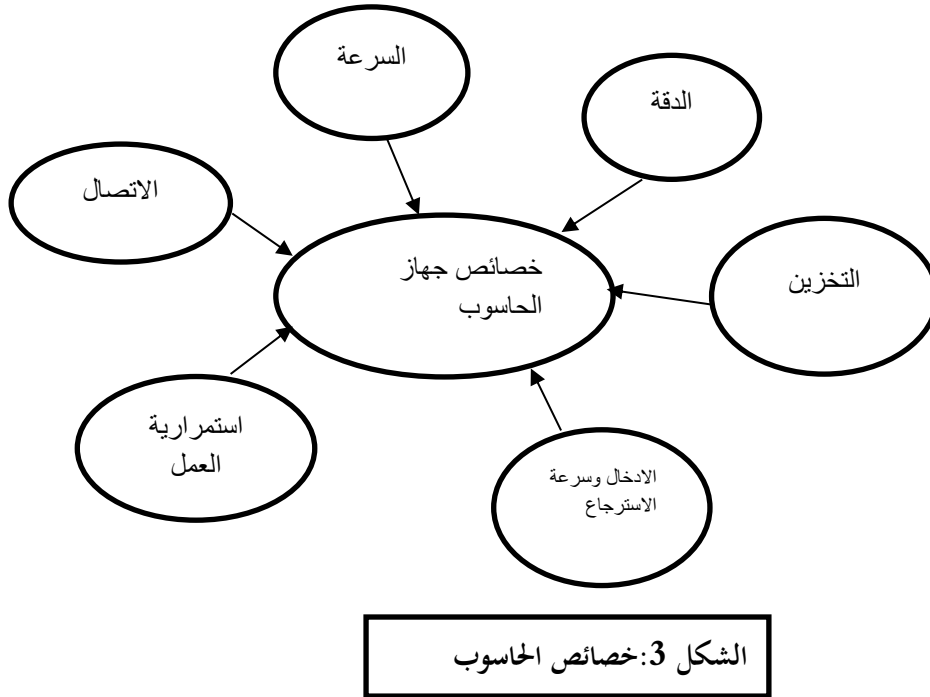 السرعة
الدقة
الاتصال
التخزين
خصائص جهاز
الحاسوب
استمرارية
العمل
الادخال وسرعة
الاسترجاع
الشكل 3:خصائص الحاسوب